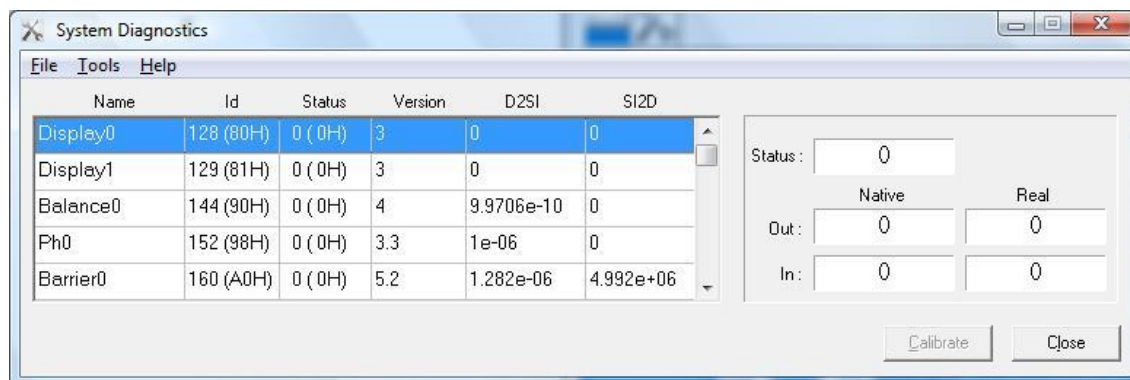 System Diagnostics
File Tools Help
Name Id Status Version D2SI SI2D
Display0 128 (80H) 0 ( 0H) 3 0 0
Display1 129 (81H) 0 ( 0H) 3 0 0
Balance0 144 (90H) 0 ( 0H) 4 9.9706e-10 0
Ph0 152 (98H) 0 ( 0H) 3.3 1e-06 0
Barrier0 160 (A0H) 0 ( 0H) 5.2 1.282e-06 4.992e+06
Status : 0
Native Real
Out : 0 0
In : 0 0
Calibrate Close